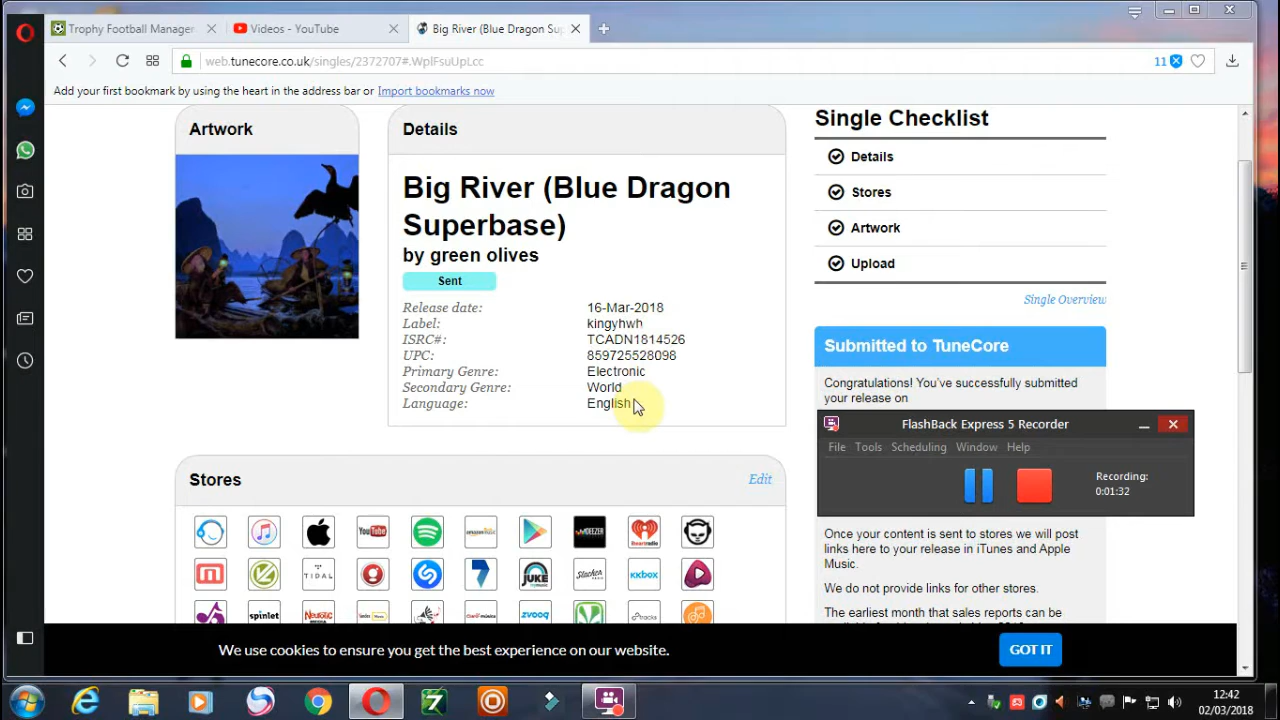 Trophy Football Manager
Videos - YouTube
Big River (Blue Dragon Sup
web.tunecore.co.uk/singles/2372707#.WplFsuUpLcc
11
Add your first bookmark by using the heart in the address bar or Import bookmarks now
Artwork
Details
Big River (Blue Dragon
Superbase)
by green olives
Sent
Release date: 16-Mar-2018
Label: kingyhwh
ISRC#: TCADN1814526
UPC: 859725528098
Primary Genre: Electronic
Secondary Genre: World
Language: English
Single Checklist
Details
Stores
Artwork
Upload
Single Overview
Submitted to TuneCore
Congratulations! You've successfully submitted
your release on
FlashBack Express 5 Recorder
File Tools Scheduling Window Help
Recording:
0:01:32
Once your content is sent to stores we will post
links here to your release in iTunes and Apple
Music.
We do not provide links for other stores.
The earliest month that sales reports can be
Stores
Edit
YouTube
DEEZER
iHeartRADIO
TIDAL
JUKE
Slacker
KKBOX
spinlet
zvooq
8tracks
We use cookies to ensure you get the best experience on our website.
GOT IT
12:42
02/03/2018